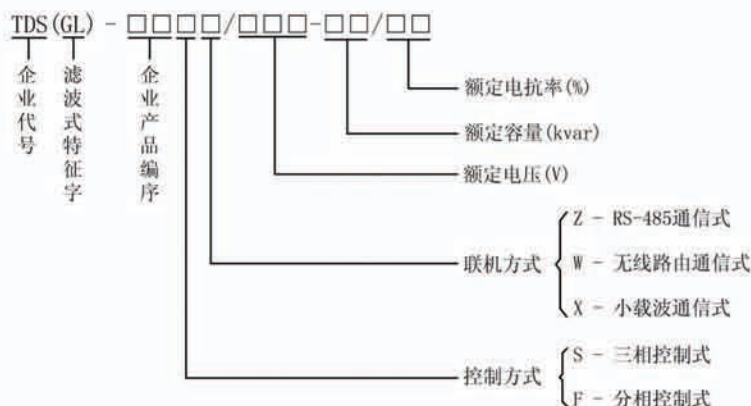 TDS(GL)-□□□□/□□□-□□/□□
企业代号
滤波式特征字
企业产品编序
额定电抗率(%)
额定容量(kvar)
额定电压(V)
联机方式
Z - RS-485通信式
W - 无线路由通信式
X - 小载波通信式
控制方式
S - 三相控制式
F - 分相控制式